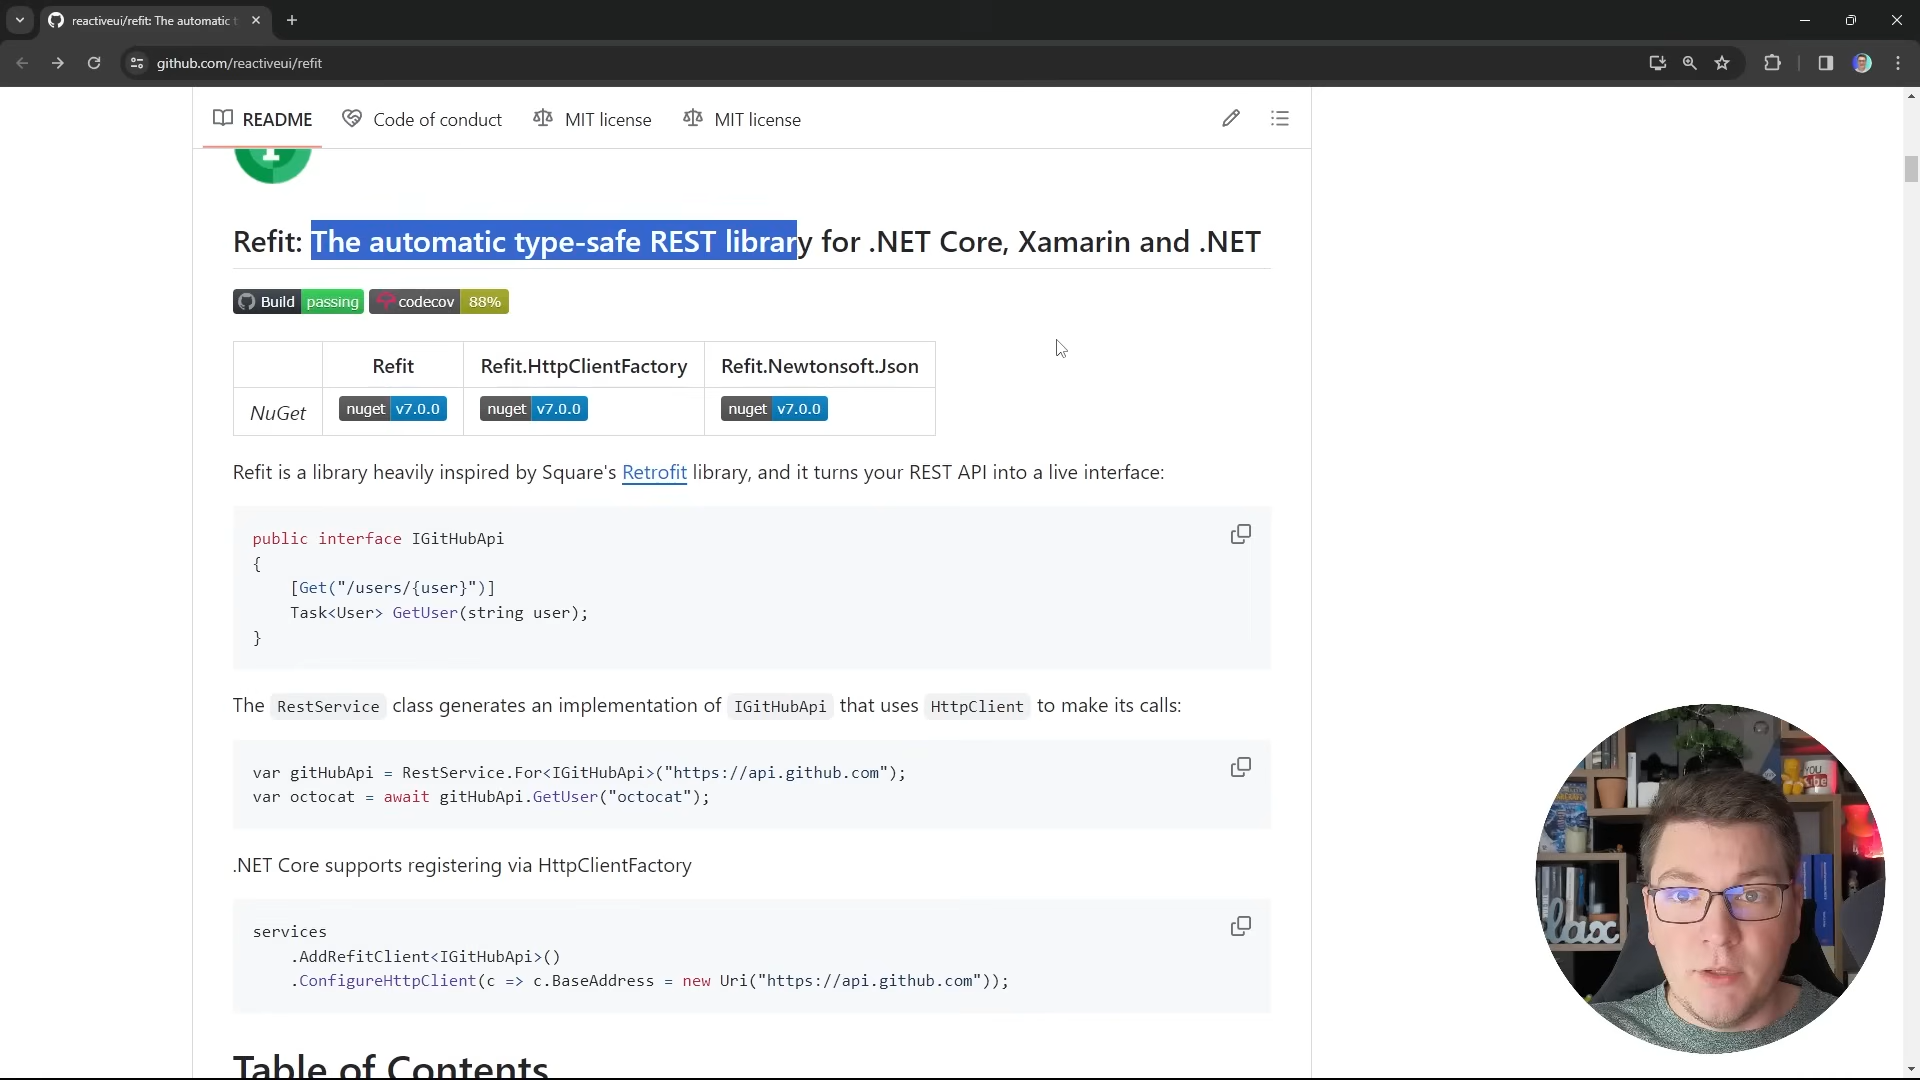 reactiveui/refit: The automatic t
github.com/reactiveui/refit
README
Code of conduct
MIT license
MIT license
Refit: The automatic type-safe REST library for .NET Core, Xamarin and .NET
Build passing codecov 88%
Refit Refit.HttpClientFactory Refit.Newtonsoft.Json
NuGet nuget v7.0.0 nuget v7.0.0 nuget v7.0.0
Refit is a library heavily inspired by Square's Retrofit library, and it turns your REST API into a live interface:
public interface IGitHubApi
{
    [Get("/users/{user}")]
    Task<User> GetUser(string user);
}
The RestService class generates an implementation of IGitHubApi that uses HttpClient to make its calls:
var gitHubApi = RestService.For<IGitHubApi>("https://api.github.com");
var octocat = await gitHubApi.GetUser("octocat");
.NET Core supports registering via HttpClientFactory
services
    .AddRefitClient<IGitHubApi>()
    .ConfigureHttpClient(c => c.BaseAddress = new Uri("https://api.github.com"));
Table of Contents
YOU